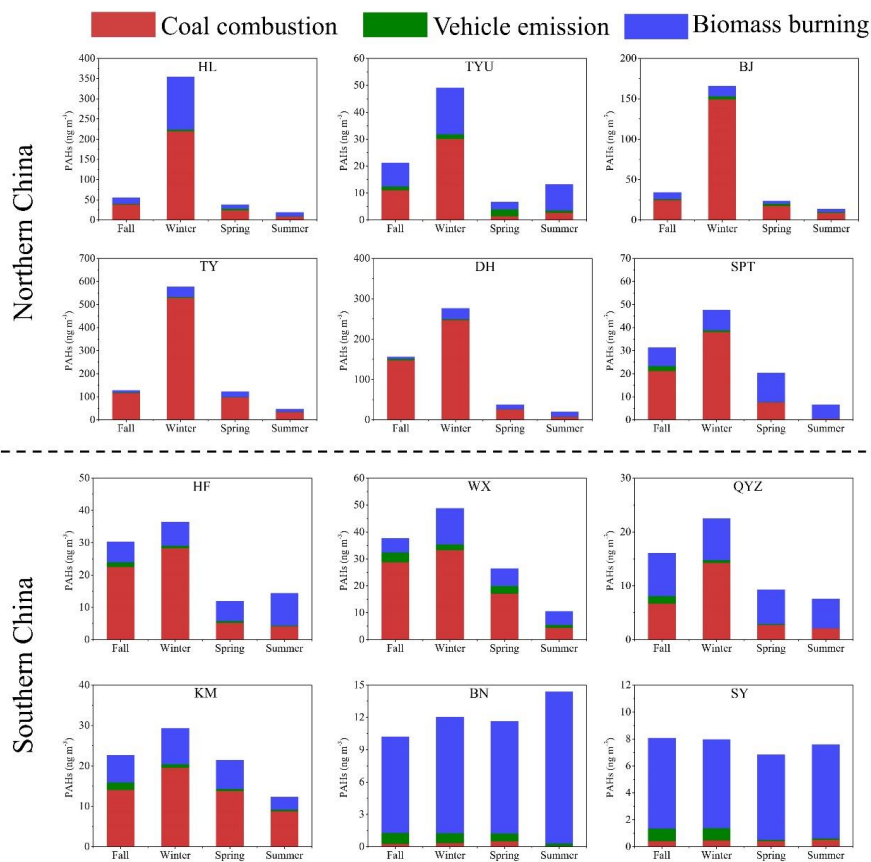 Coal combustion Vehicle emission Biomass burning
Northern China
HL
PAHs (ng m⁻³)
400
350
300
250
200
150
100
50
0
Fall Winter Spring Summer
TYU
PAHs (ng m⁻³)
60
50
40
30
20
10
0
Fall Winter Spring Summer
BJ
PAHs (ng m⁻³)
200
150
100
50
0
Fall Winter Spring Summer
TY
PAHs (ng m⁻³)
700
600
500
400
300
200
100
0
Fall Winter Spring Summer
DH
PAHs (ng m⁻³)
400
300
200
100
0
Fall Winter Spring Summer
SPT
PAHs (ng m⁻³)
70
60
50
40
30
20
10
0
Fall Winter Spring Summer
Southern China
HF
PAHs (ng m⁻³)
50
40
30
20
10
0
Fall Winter Spring Summer
WX
PAHs (ng m⁻³)
60
50
40
30
20
10
0
Fall Winter Spring Summer
QYZ
PAHs (ng m⁻³)
30
20
10
0
Fall Winter Spring Summer
KM
PAHs (ng m⁻³)
40
30
20
10
0
Fall Winter Spring Summer
BN
PAHs (ng m⁻³)
15
12
9
6
3
0
Fall Winter Spring Summer
SY
PAHs (ng m⁻³)
12
10
8
6
4
2
0
Fall Winter Spring Summer